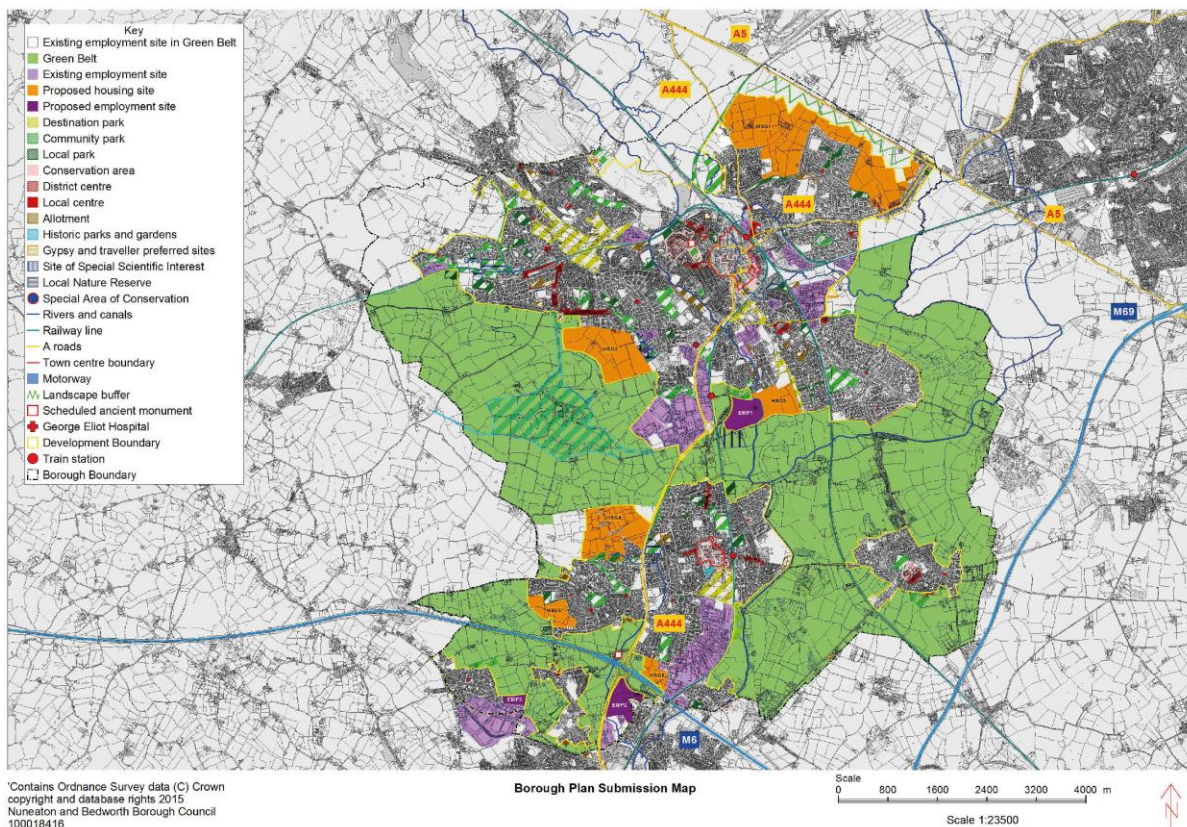 Key
Existing employment site in Green Belt
Green Belt
Existing employment site
Proposed housing site
Proposed employment site
Destination park
Community park
Local park
Conservation area
District centre
Local centre
Allotment
Historic parks and gardens
Gypsy and traveller preferred sites
Site of Special Scientific Interest
Local Nature Reserve
Special Area of Conservation
Rivers and canals
Railway line
A roads
Town centre boundary
Motorway
Landscape buffer
Scheduled ancient monument
George Eliot Hospital
Development Boundary
Train station
Borough Boundary
A5
A444
HSG1
A444
A5
M69
HSG2
HSG3
EMP1
HSG4
HSG5
A444
HSG6
EMP3
EMP2
M6
'Contains Ordnance Survey data (C) Crown
copyright and database rights 2015
Nuneaton and Bedworth Borough Council
100018416
Borough Plan Submission Map
Scale
0 800 1600 2400 3200 4000 m
Scale 1:23500
N